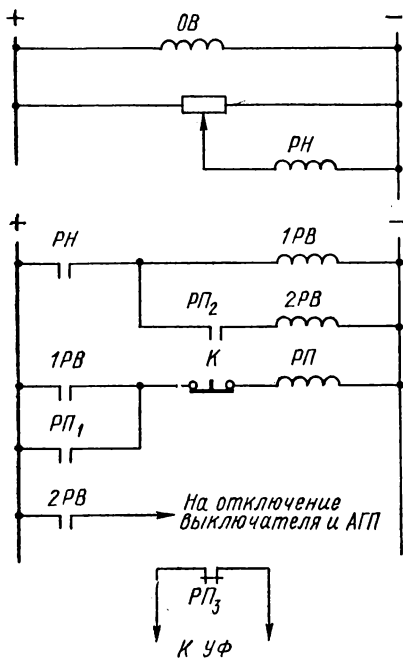 + −
ОВ
РН
+ −
РН 1РВ
РП2 2РВ
1РВ К РП
РП1
2РВ На отключение
выключателя и АГП
РП3
К УФ